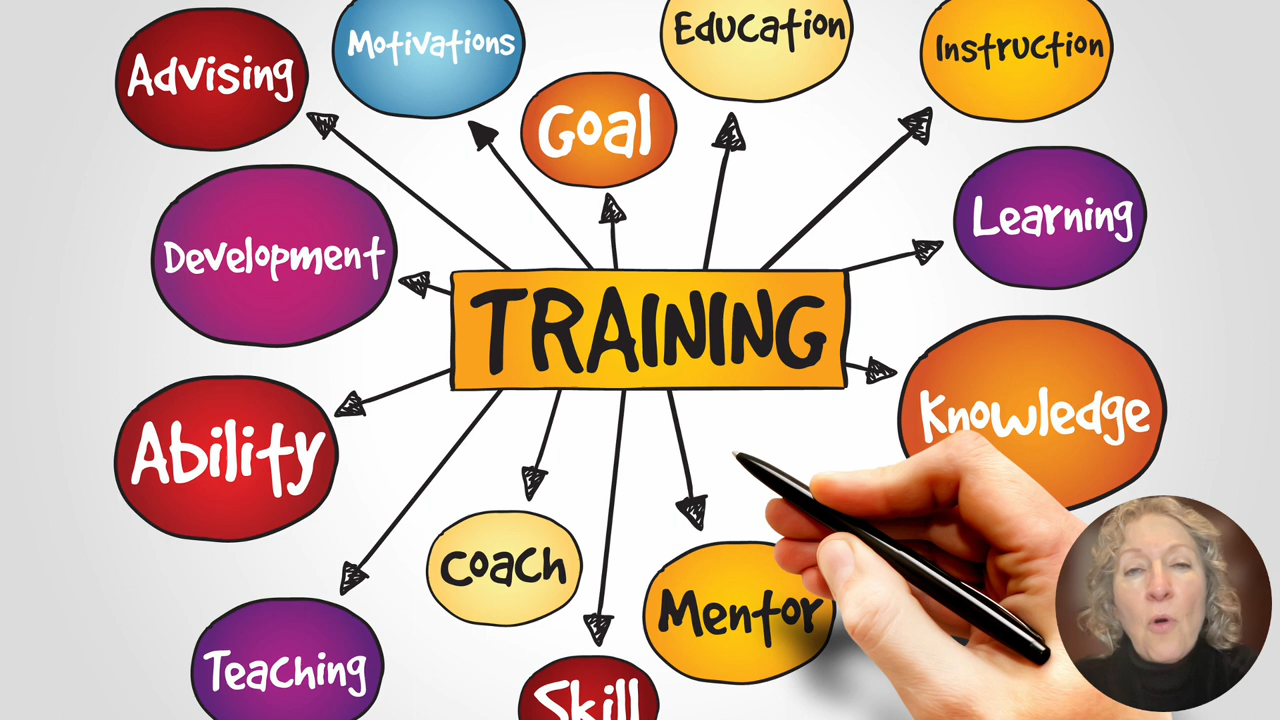 Advising
Motivations
Goal
Education
Instruction
Development
Learning
TRAINING
Ability
Knowledge
Coach
Mentor
Teaching
Skill